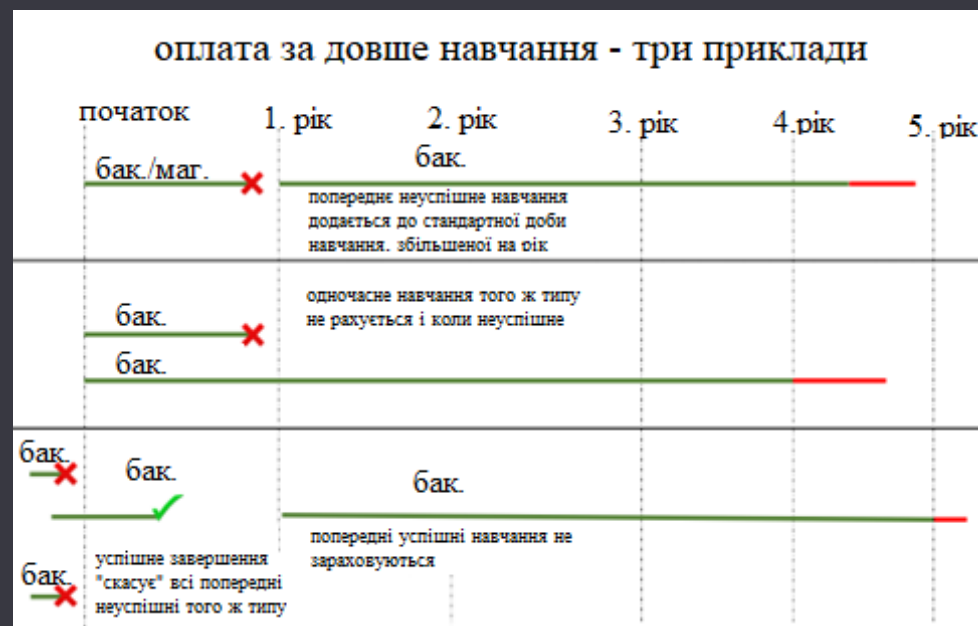 оплата за довше навчання - три приклади
початок
1. рік
2. рік
3. рік
4.рік
5. рік
бак./маг.
бак.
попереднє неуспішне навчання
додається до стандартної доби
навчання. збільшеної на рік
одночасне навчання того ж типу
не рахується і коли неуспішне
бак.
бак.
бак.
бак.
бак.
попередні успішні навчання не
зараховуються
успішне завершення
"скасує" всі попередні
неуспішні того ж типу
бак.